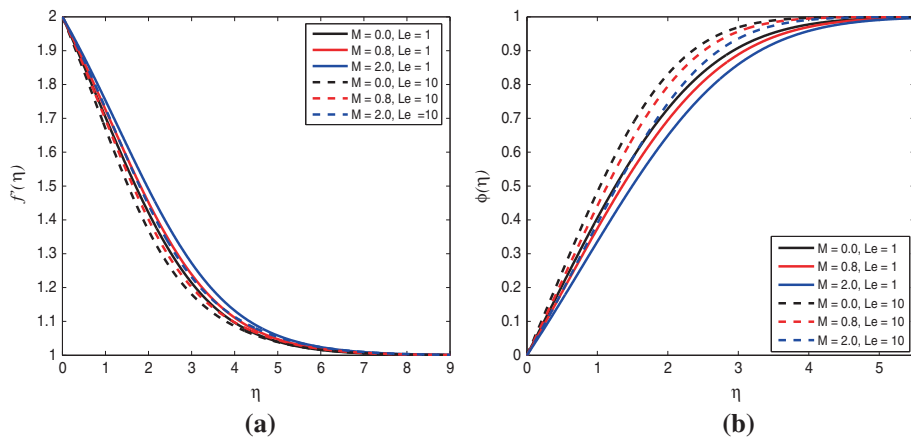 2
1.9
1.8
1.7
1.6
1.5
1.4
1.3
1.2
1.1
1
f'(η)
0 1 2 3 4 5 6 7 8 9
η
M = 0.0, Le = 1
M = 0.8, Le = 1
M = 2.0, Le = 1
M = 0.0, Le = 10
M = 0.8, Le = 10
M = 2.0, Le =10
(a)
1
0.9
0.8
0.7
0.6
0.5
0.4
0.3
0.2
0.1
0
ϕ(η)
0 1 2 3 4 5
η
M = 0.0, Le = 1
M = 0.8, Le = 1
M = 2.0, Le = 1
M = 0.0, Le = 10
M = 0.8, Le = 10
M = 2.0, Le = 10
(b)